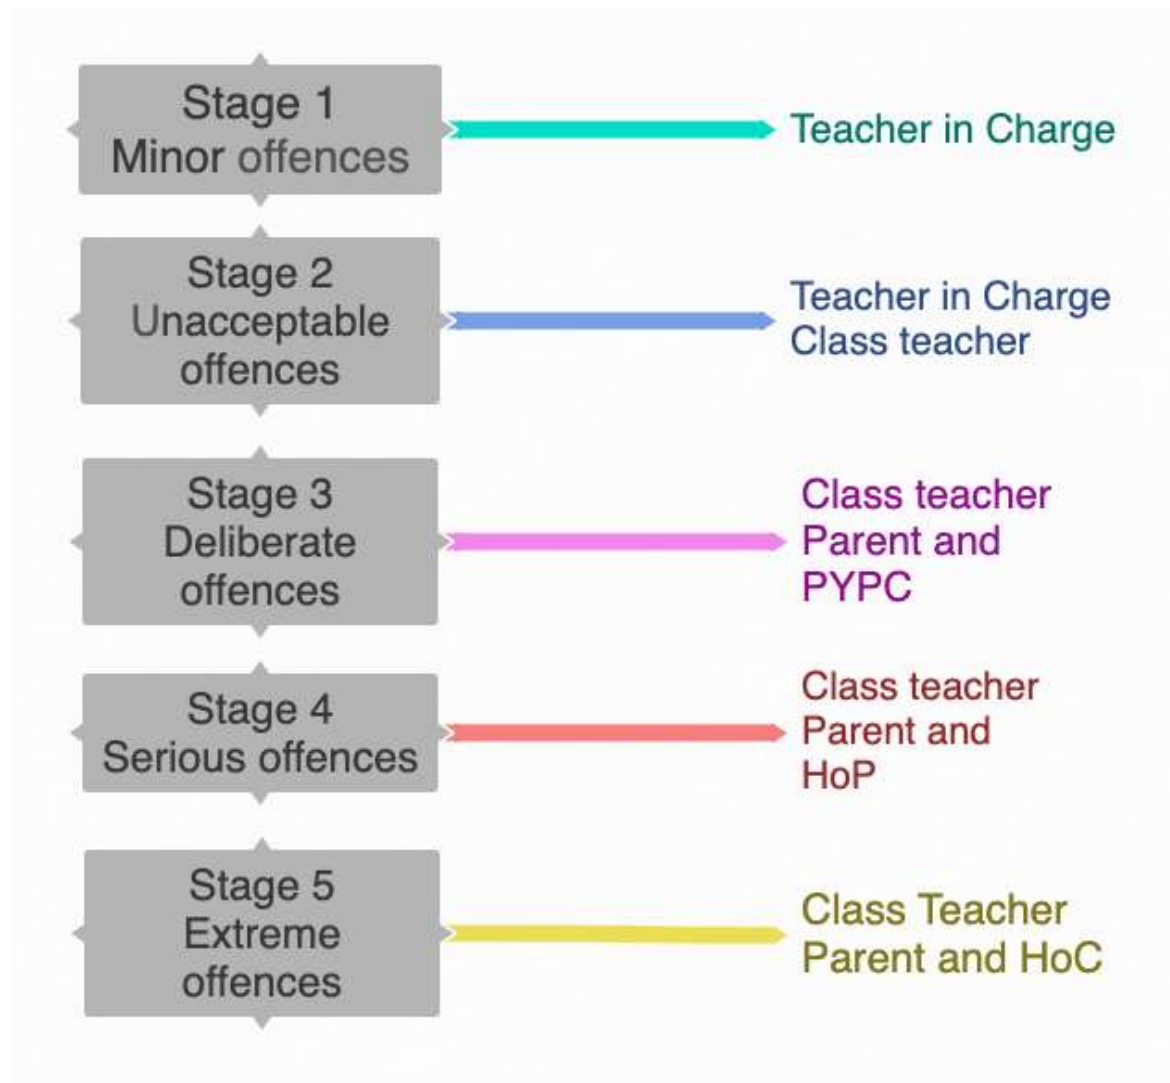 Stage 1
Minor offences
Teacher in Charge
Stage 2
Unacceptable
offences
Teacher in Charge
Class teacher
Stage 3
Deliberate
offences
Class teacher
Parent and
PYPC
Stage 4
Serious offences
Class teacher
Parent and
HoP
Stage 5
Extreme
offences
Class Teacher
Parent and HoC